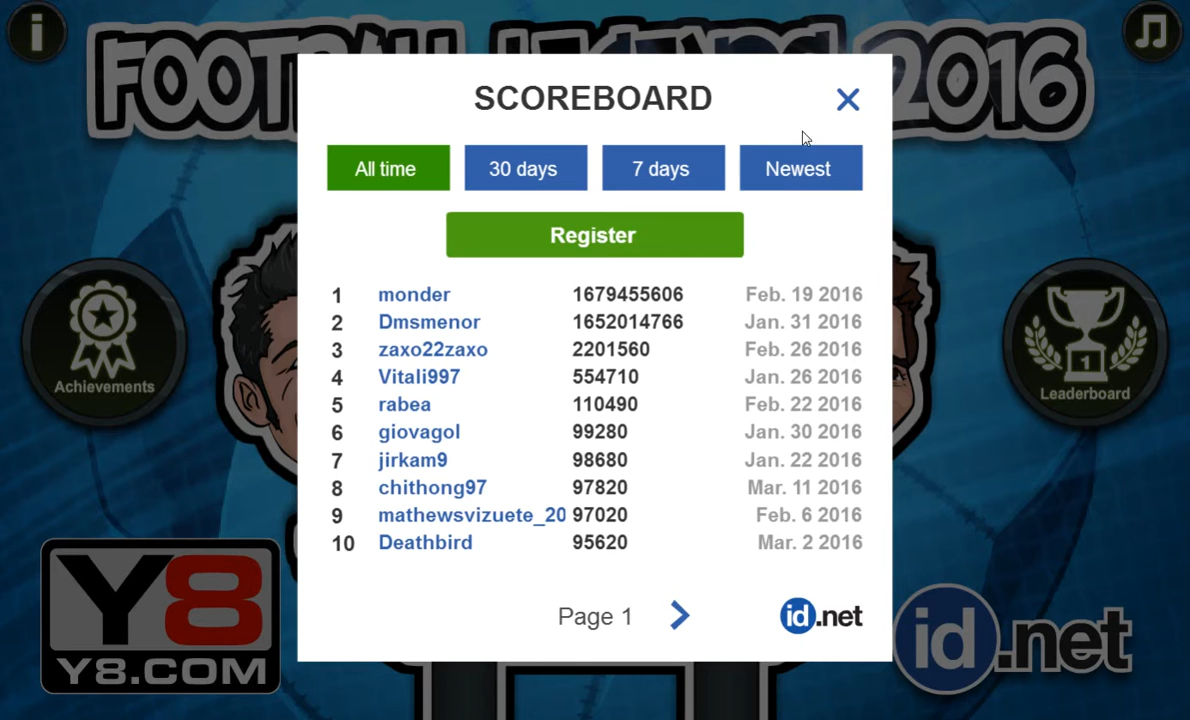 FOOTBALL LEGENDS 2016
SCOREBOARD
All time 30 days 7 days Newest
Register
1 monder 1679455606 Feb. 19 2016
2 Dmsmenor 1652014766 Jan. 31 2016
3 zaxo22zaxo 2201560 Feb. 26 2016
4 Vitali997 554710 Jan. 26 2016
5 rabea 110490 Feb. 22 2016
6 giovagol 99280 Jan. 30 2016
7 jirkam9 98680 Jan. 22 2016
8 chithong97 97820 Mar. 11 2016
9 mathewsvizuete_20 97020 Feb. 6 2016
10 Deathbird 95620 Mar. 2 2016
Achievements
1
Leaderboard
Page 1
id.net
Y8
Y8.COM
id.net